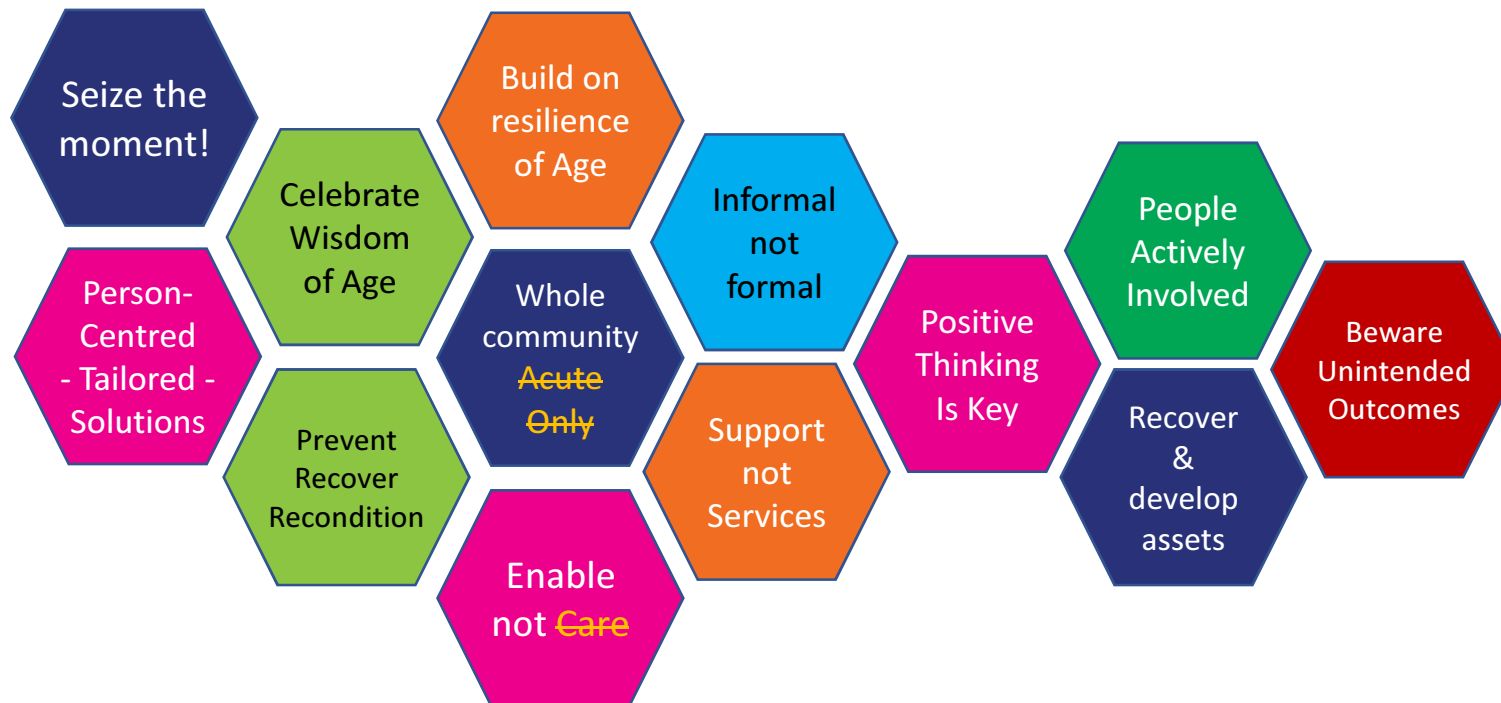 Seize the
moment!
Person-
Centred
- Tailored -
Solutions
Celebrate
Wisdom
of Age
Prevent
Recover
Recondition
Build on
resilience
of Age
Whole
community
Acute
Only
Enable
not Care
Informal
not
formal
Support
not
Services
Positive
Thinking
Is Key
People
Actively
Involved
Recover
&
develop
assets
Beware
Unintended
Outcomes